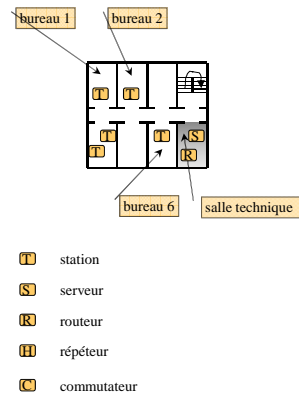 bureau 1 bureau 2
T T
T T S
T R
bureau 6 salle technique
T station
S serveur
R routeur
H répéteur
C commutateur